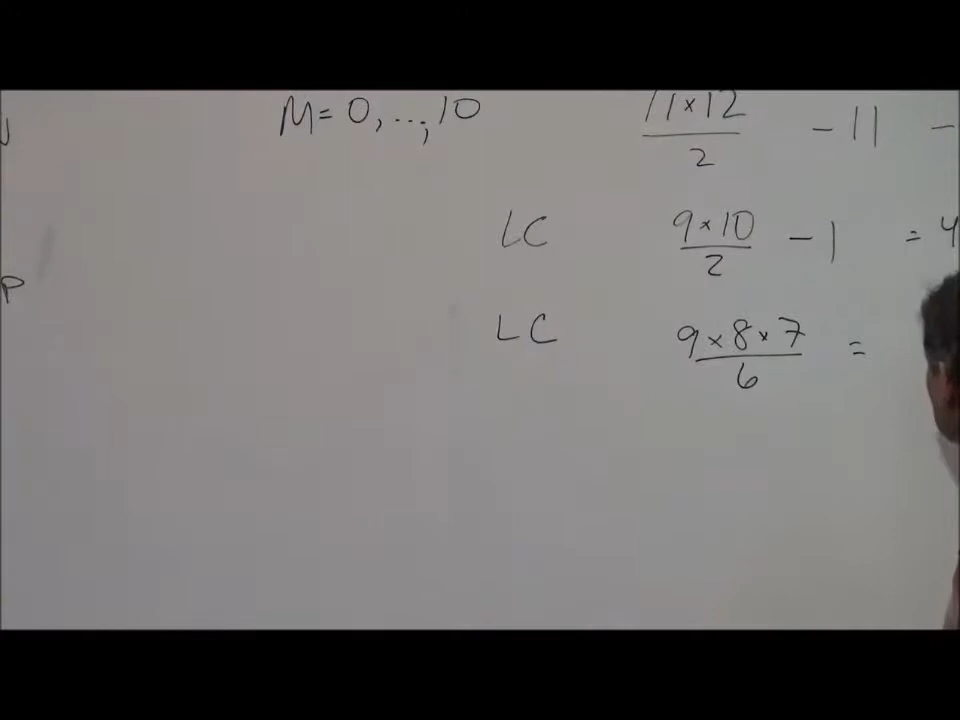 M = 0, ..., 10
11 × 12 / 2 - 11 -
LC 9 × 10 / 2 - 1 = 4
P
LC 9 × 8 × 7 / 6 =